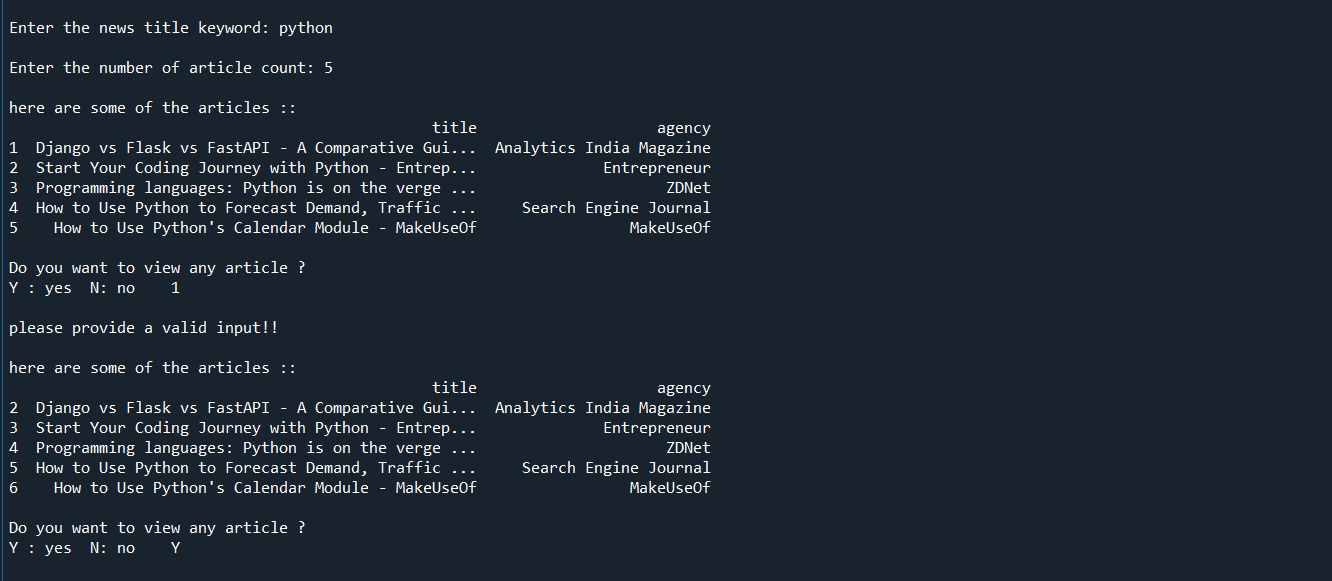 Enter the news title keyword: python
Enter the number of article count: 5
here are some of the articles ::
title agency
1 Django vs Flask vs FastAPI - A Comparative Gui... Analytics India Magazine
2 Start Your Coding Journey with Python - Entrep... Entrepreneur
3 Programming languages: Python is on the verge ... ZDNet
4 How to Use Python to Forecast Demand, Traffic ... Search Engine Journal
5 How to Use Python's Calendar Module - MakeUseOf MakeUseOf
Do you want to view any article ?
Y : yes N: no 1
please provide a valid input!!
here are some of the articles ::
title agency
2 Django vs Flask vs FastAPI - A Comparative Gui... Analytics India Magazine
3 Start Your Coding Journey with Python - Entrep... Entrepreneur
4 Programming languages: Python is on the verge ... ZDNet
5 How to Use Python to Forecast Demand, Traffic ... Search Engine Journal
6 How to Use Python's Calendar Module - MakeUseOf MakeUseOf
Do you want to view any article ?
Y : yes N: no Y